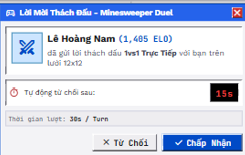 Lời Mời Thách Đấu - Minesweeper Duel
Lê Hoàng Nam (1,485 ELO)
đã gửi lời thách đấu 1vs1 Trực Tiếp với bạn trên
lưới 12x12
Tự động từ chối sau:
15s
Thời gian lượt: 30s / Turn
Từ Chối
Chấp Nhận